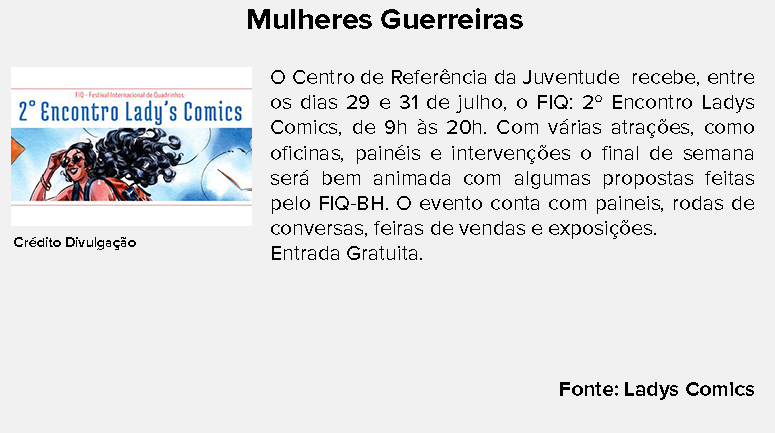 Mulheres Guerreiras
FIQ - Festival Internacional de Quadrinhos
2º Encontro Lady's Comics
Crédito Divulgação
O Centro de Referência da Juventude recebe, entre
os dias 29 e 31 de julho, o FIQ: 2º Encontro Ladys
Comics, de 9h às 20h. Com várias atrações, como
oficinas, painéis e intervenções o final de semana
será bem animada com algumas propostas feitas
pelo FIQ-BH. O evento conta com paineis, rodas de
conversas, feiras de vendas e exposições.
Entrada Gratuita.
Fonte: Ladys Comics